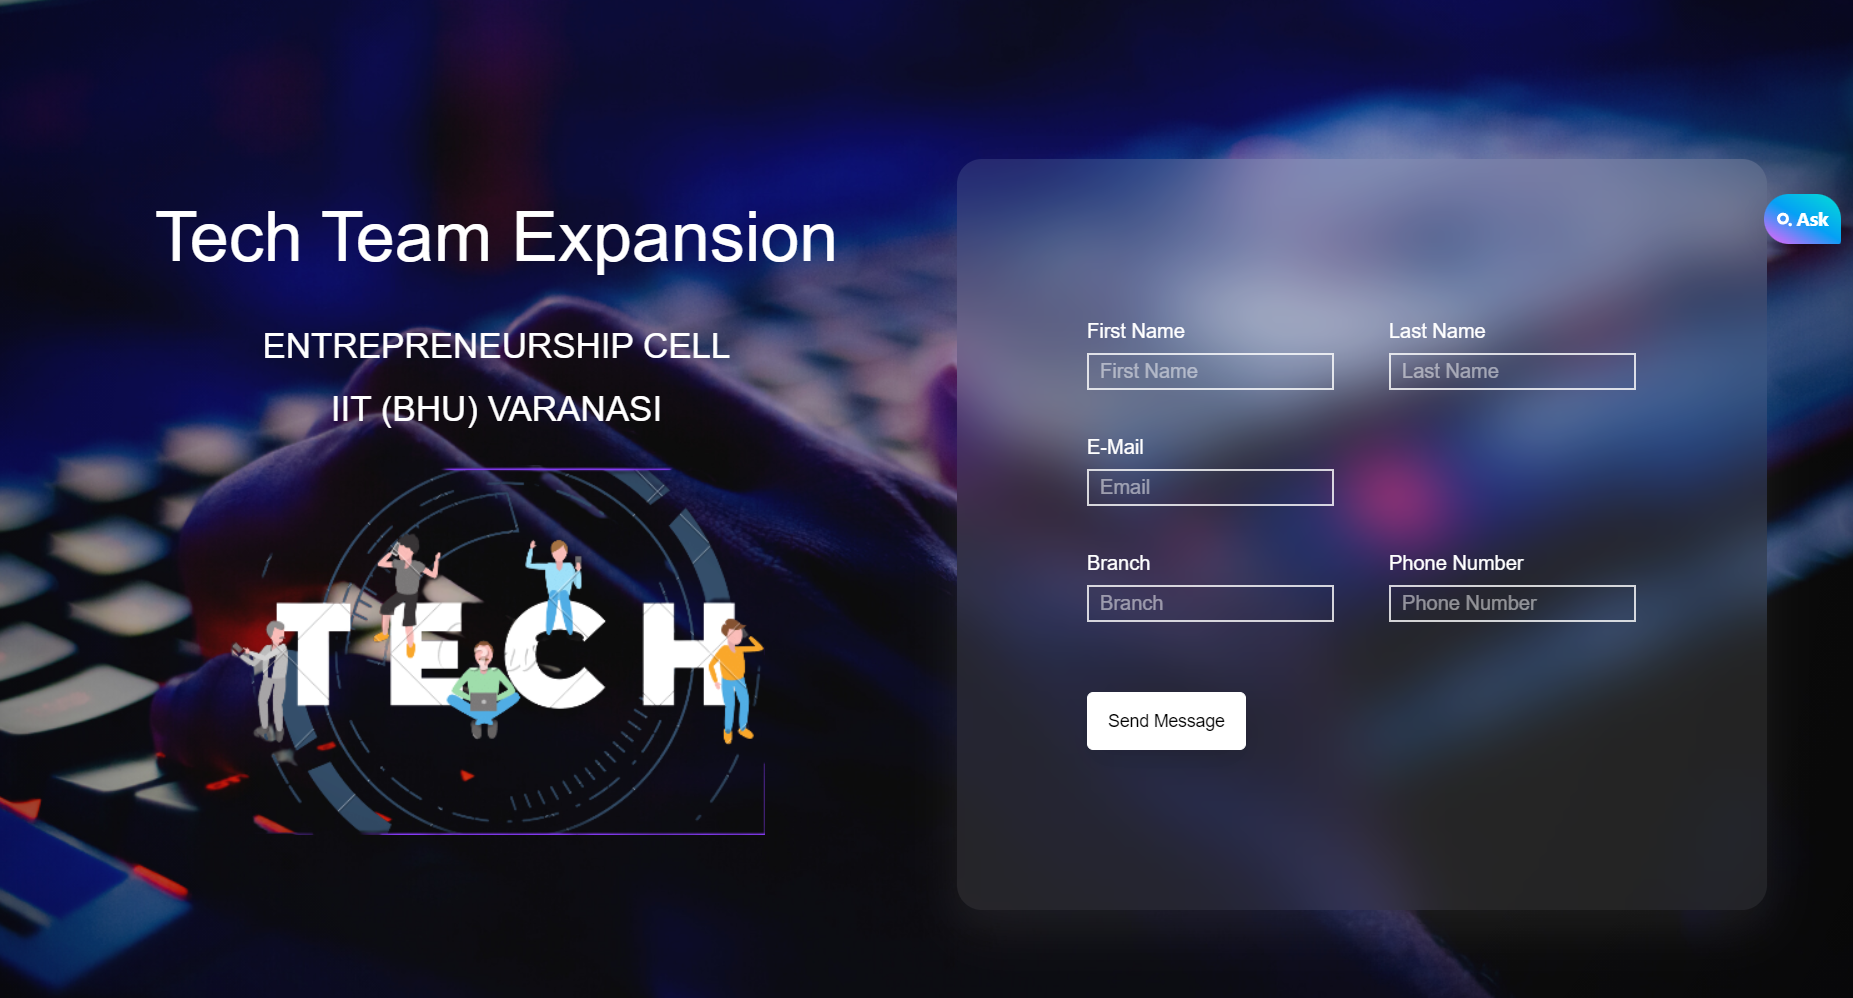 Tech Team Expansion
ENTREPRENEURSHIP CELL
IIT (BHU) VARANASI
TECH
First Name
Last Name
First Name
Last Name
E-Mail
Email
Branch
Phone Number
Branch
Phone Number
Send Message
Ask